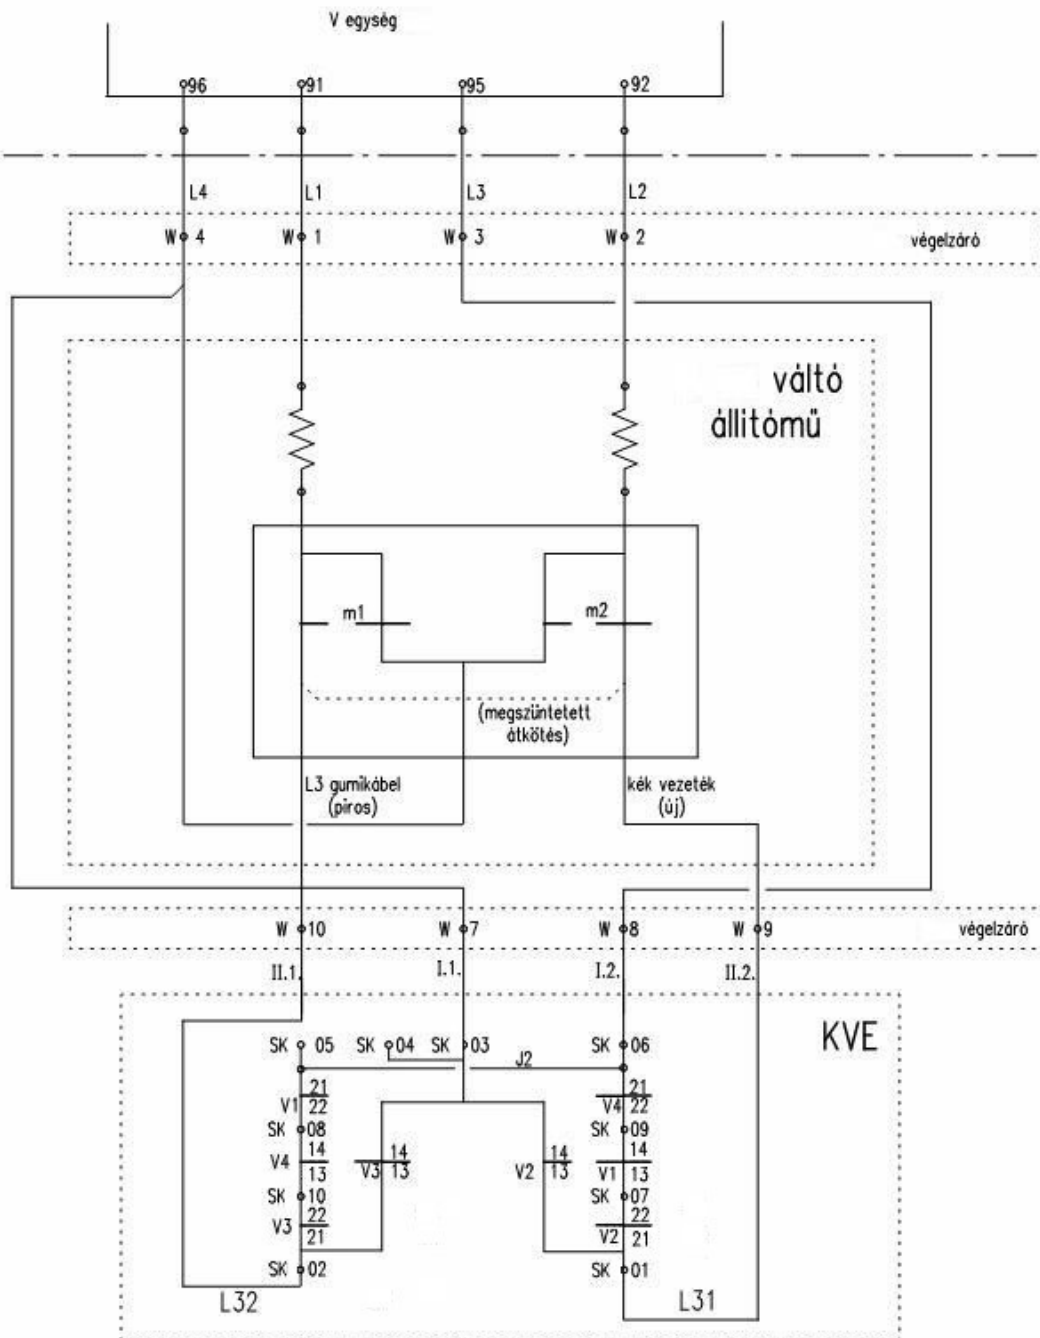 V egység
96 91 95 92
L4 L1 L3 L2
W 4 W 1 W 3 W 2 végelzáró
váltó
állitómű
m1 m2
(megszüntetett
átkötés)
L3 gumikábel
(piros)
kék vezeték
(új)
W 10 W 7 W 8 W 9 végelzáró
II.1. I.1. I.2. II.2.
KVE
SK 05 SK 04 SK 03 SK 06
J2
21 21
V1 22 V4 22
SK 08 SK 09
14 14 14 14
V4 13 V3 13 V2 13 V1 13
SK 10 SK 07
22 22
V3 21 V2 21
SK 02 SK 01
L32 L31